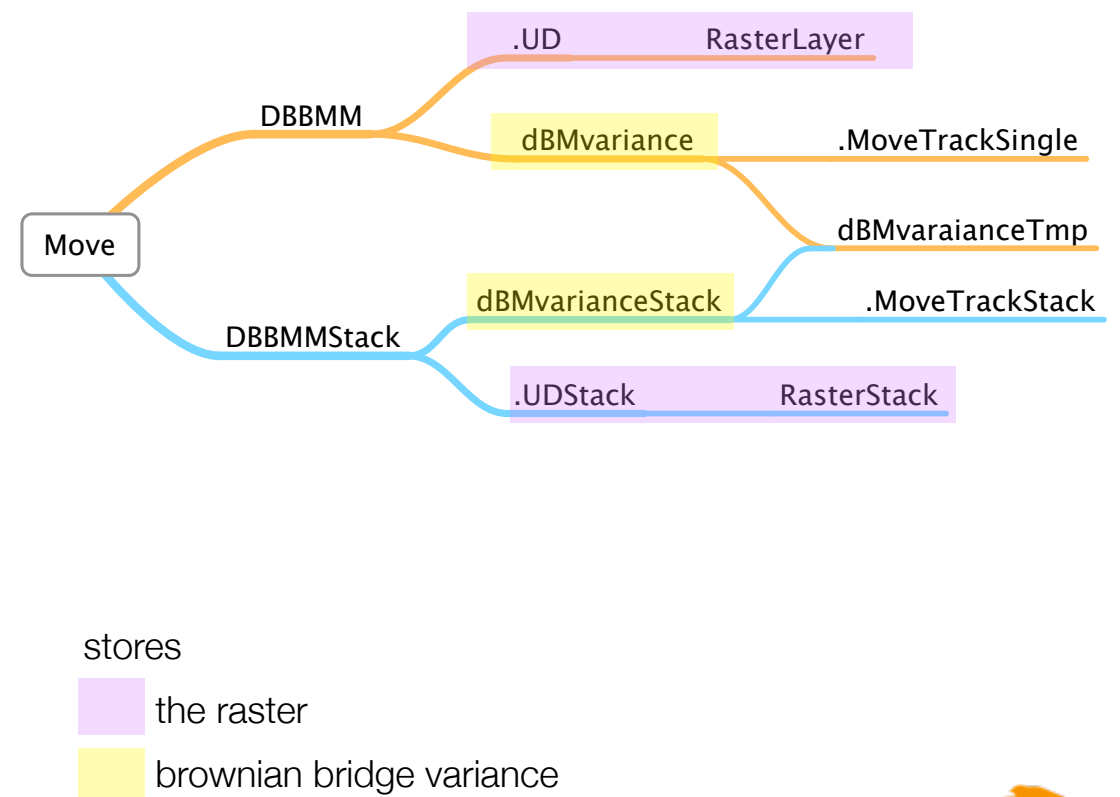 .UD RasterLayer
DBBMM
dBMvariance .MoveTrackSingle
Move
dBMvaraianceTmp
dBMvarianceStack .MoveTrackStack
DBBMMStack
.UDStack RasterStack
stores
the raster
brownian bridge variance